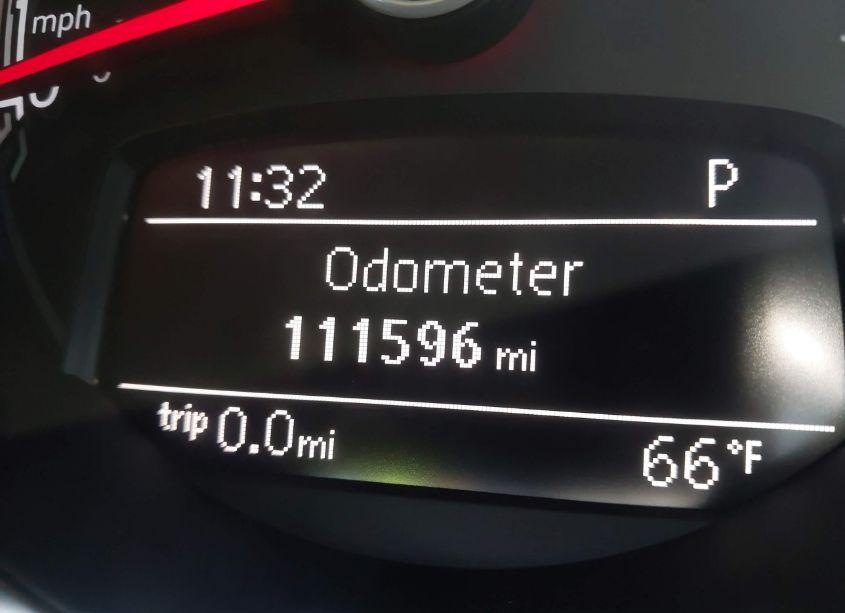 mph
11:32 P
Odometer
111596 mi
trip 0.0mi 66°F